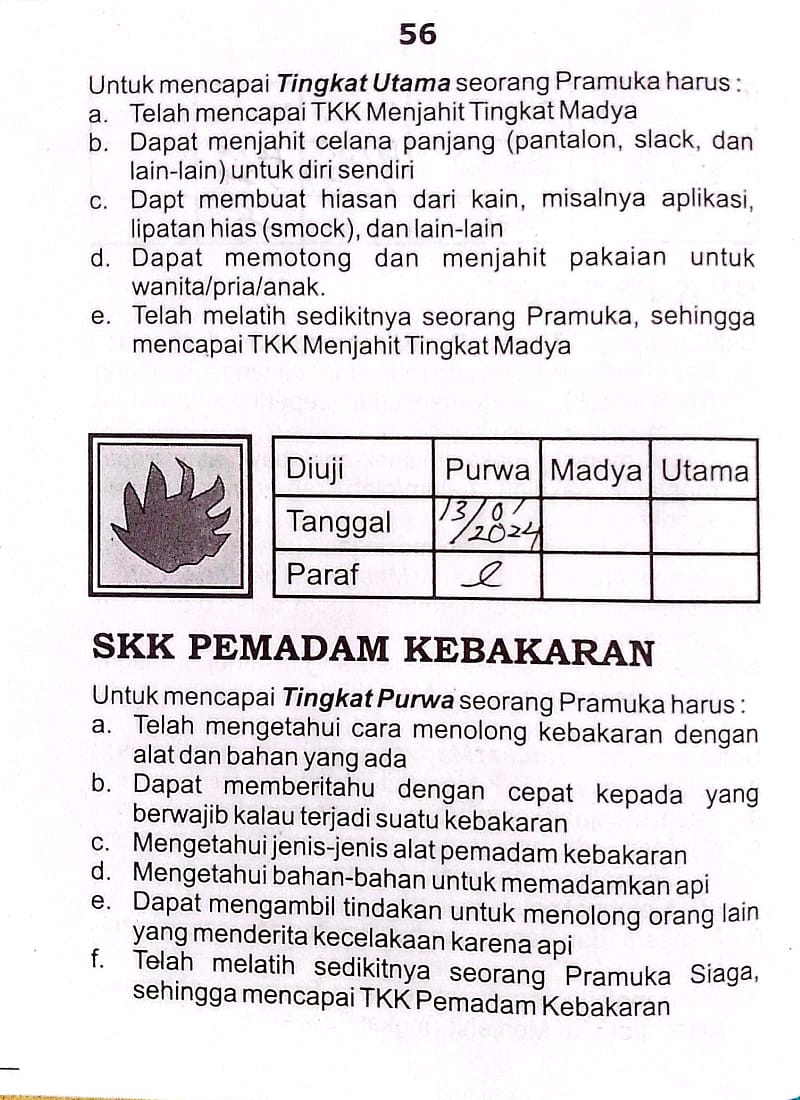 56
Untuk mencapai Tingkat Utama seorang Pramuka harus :
a. Telah mencapai TKK Menjahit Tingkat Madya
b. Dapat menjahit celana panjang (pantalon, slack, dan
lain-lain) untuk diri sendiri
c. Dapt membuat hiasan dari kain, misalnya aplikasi,
lipatan hias (smock), dan lain-lain
d. Dapat memotong dan menjahit pakaian untuk
wanita/pria/anak.
e. Telah melatih sedikitnya seorang Pramuka, sehingga
mencapai TKK Menjahit Tingkat Madya
Diuji Purwa Madya Utama
Tanggal 13/
/2024
Paraf
SKK PEMADAM KEBAKARAN
Untuk mencapai Tingkat Purwa seorang Pramuka harus :
a. Telah mengetahui cara menolong kebakaran dengan
alat dan bahan yang ada
b. Dapat memberitahu dengan cepat kepada yang
berwajib kalau terjadi suatu kebakaran
c. Mengetahui jenis-jenis alat pemadam kebakaran
d. Mengetahui bahan-bahan untuk memadamkan api
e. Dapat mengambil tindakan untuk menolong orang lain
yang menderita kecelakaan karena api
f. Telah melatih sedikitnya seorang Pramuka Siaga,
sehingga mencapai TKK Pemadam Kebakaran